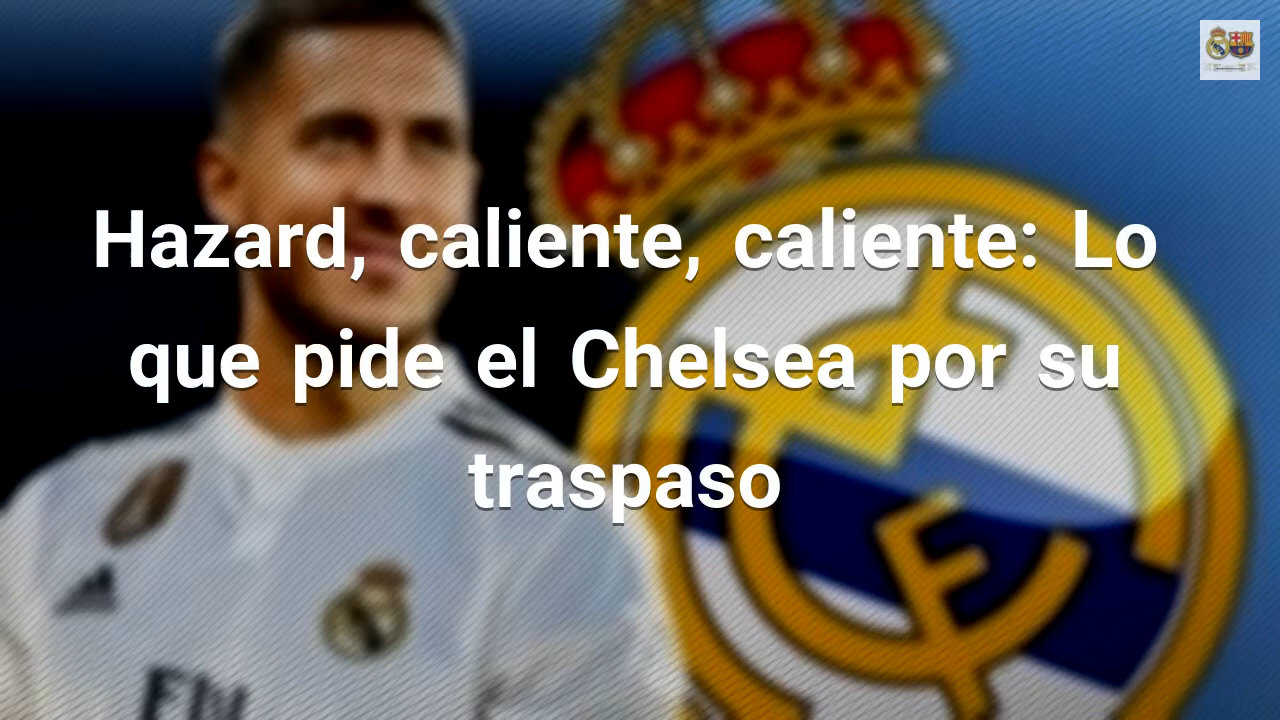 Hazard, caliente, caliente: Lo
que pide el Chelsea por su
traspaso